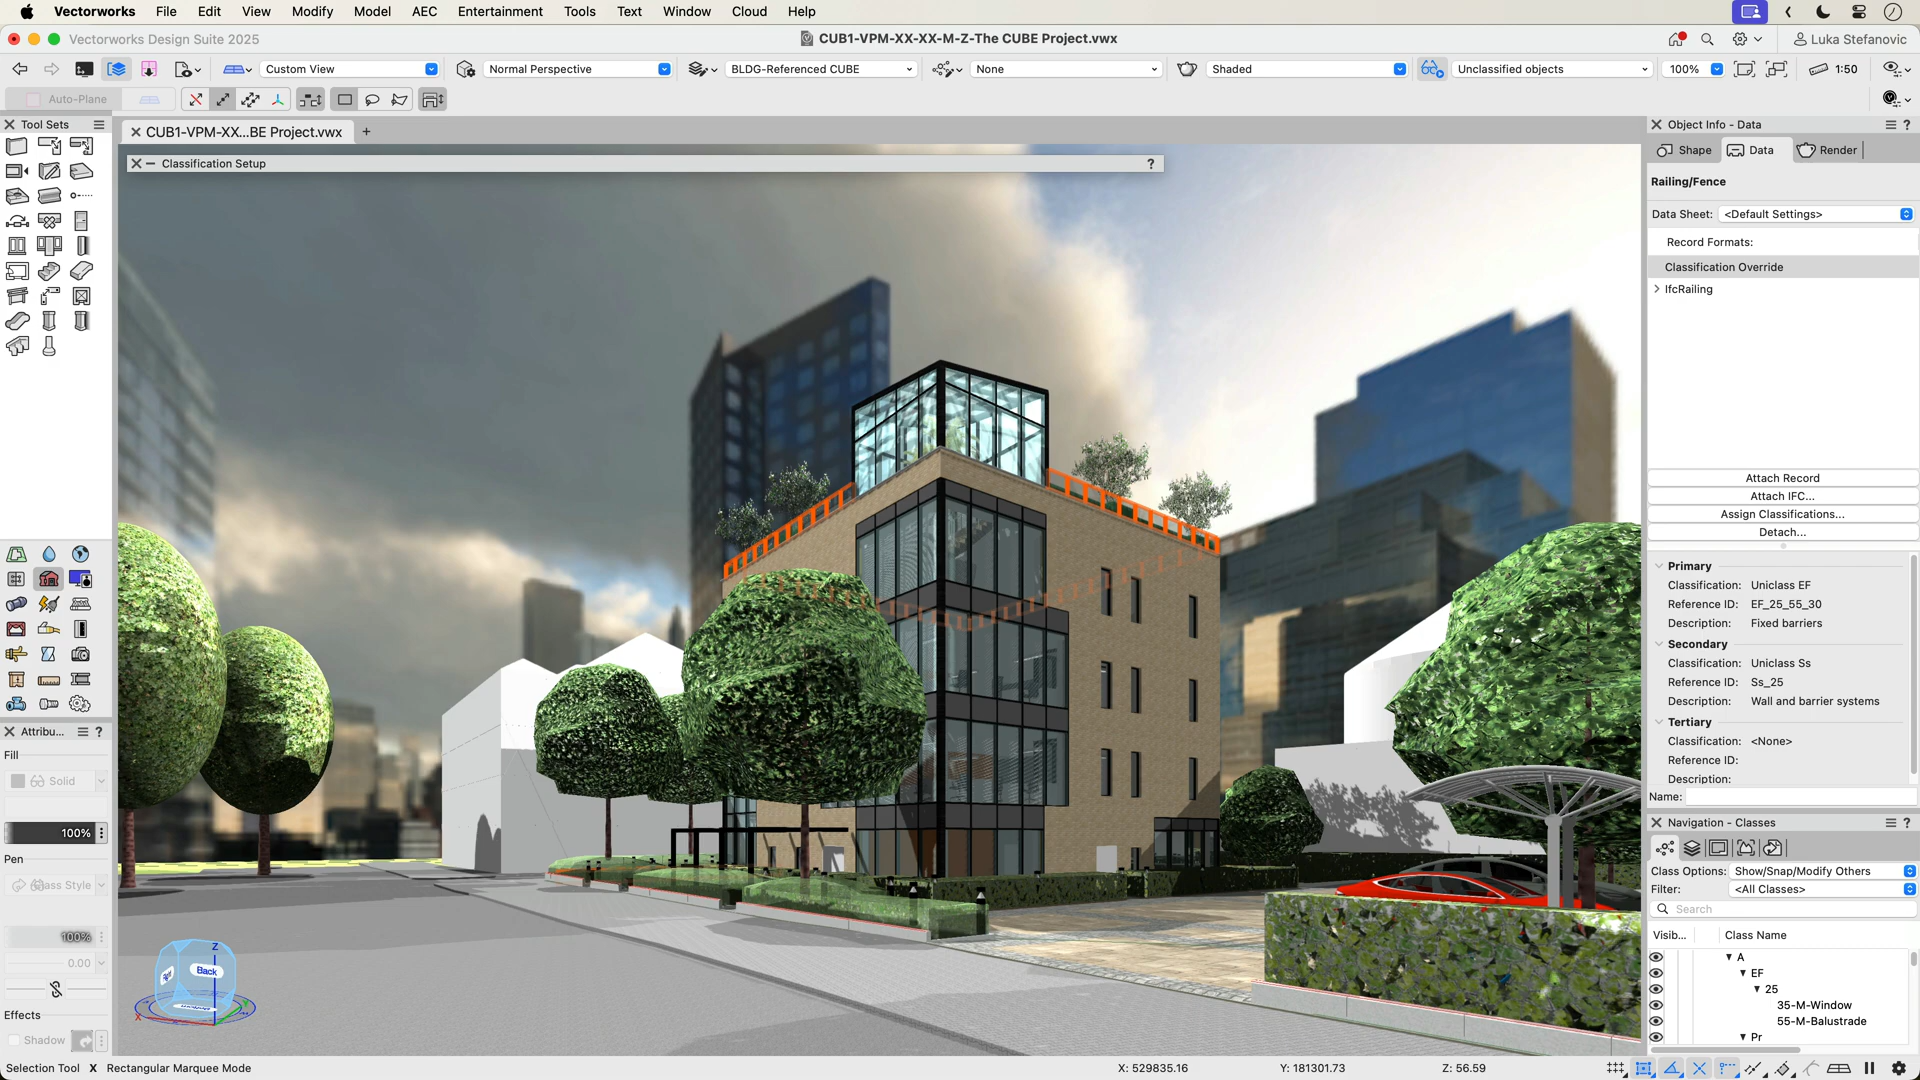 Vectorworks File Edit View Modify Model AEC Entertainment Tools Text Window Cloud Help
Vectorworks Design Suite 2025
CUB1-VPM-XX-XX-M-Z-The CUBE Project.vwx
Luka Stefanovic
Custom View
Normal Perspective
BLDG-Referenced CUBE
None
Shaded
Unclassified objects
100%
1:50
Auto-Plane
Tool Sets
CUB1-VPM-XX...BE Project.vwx
Classification Setup
?
Object Info - Data
?
Shape
Data
Render
Railing/Fence
Data Sheet: <Default Settings>
Record Formats:
Classification Override
IfcRailing
Attach Record
Attach IFC...
Assign Classifications...
Detach...
Primary
Classification: Uniclass EF
Reference ID: EF_25_55_30
Description: Fixed barriers
Secondary
Classification: Uniclass Ss
Reference ID: Ss_25
Description: Wall and barrier systems
Tertiary
Classification: <None>
Reference ID:
Description:
Name:
Navigation - Classes
?
Class Options: Show/Snap/Modify Others
Filter: <All Classes>
Search
Visib... Class Name
A
EF
25
35-M-Window
55-M-Balustrade
Pr
Attribu...
?
Fill
Solid
100%
Pen
100%
0.00
Effects
Shadow
Z
Back
X
Selection Tool X Rectangular Marquee Mode
X: 529835.16
Y: 181301.73
Z: 56.59